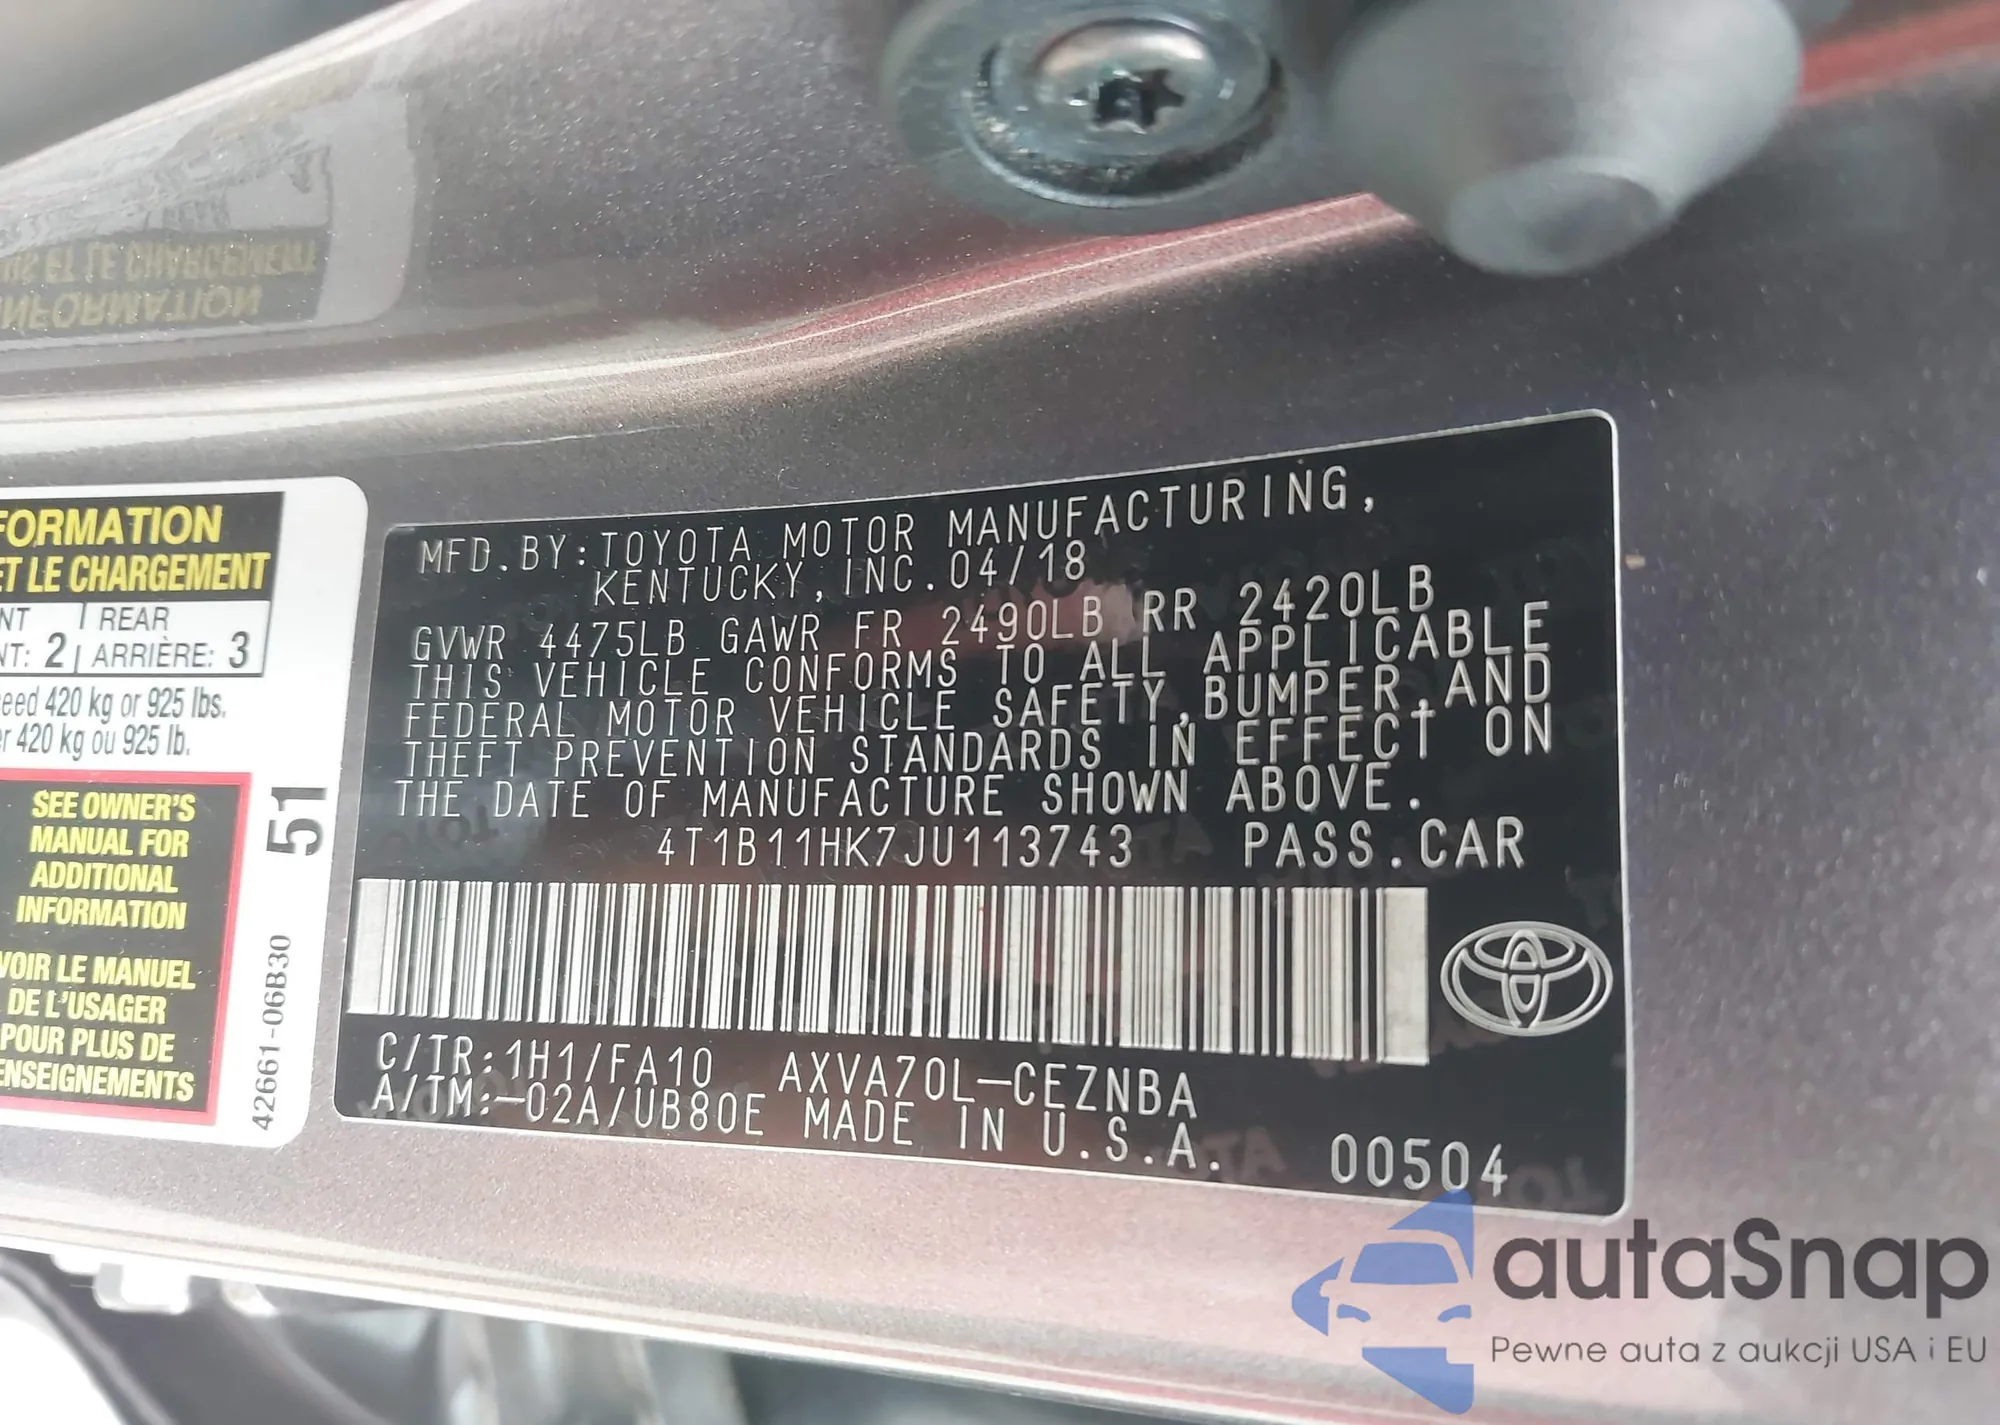 FORMATION
ET LE CHARGEMENT
NT REAR
NT: 2 ARRIÈRE: 3
eed 420 kg or 925 lbs.
r 420 kg ou 925 lb.
SEE OWNER'S
MANUAL FOR
ADDITIONAL
INFORMATION
VOIR LE MANUEL
DE L'USAGER
POUR PLUS DE
ENSEIGNEMENTS
51
42661-06B30
MFD.BY:TOYOTA MOTOR MANUFACTURING,
KENTUCKY,INC.04/18
GVWR 4475LB GAWR FR 2490LB RR 2420LB
THIS VEHICLE CONFORMS TO ALL APPLICABLE
FEDERAL MOTOR VEHICLE SAFETY,BUMPER,AND
THEFT PREVENTION STANDARDS IN EFFECT ON
THE DATE OF MANUFACTURE SHOWN ABOVE.
4T1B11HK7JU113743 PASS.CAR
C/TR:1H1/FA10 AXVA70L-CEZNBA
A/TM:-02A/UB80E MADE IN U.S.A.
00504
autaSnap
Pewne auta z aukcji USA i EU